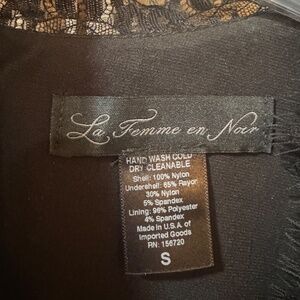 La Femme en Noir
HAND WASH COLD
DRY CLEANABLE
Shell: 100% Nylon
Undershell: 65% Rayon
30% Nylon
5% Spandex
Lining: 96% Polyester
4% Spandex
Made in U.S.A. of
Imported Goods
RN: 156720
S